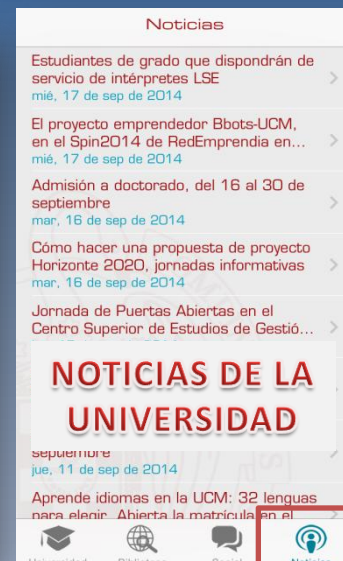 Noticias
Estudiantes de grado que dispondrán de
servicio de intérpretes LSE
mié, 17 de sep de 2014
El proyecto emprendedor Bbots-UCM,
en el Spin2014 de RedEmprendia en...
mié, 17 de sep de 2014
Admisión a doctorado, del 16 al 30 de
septiembre
mar, 16 de sep de 2014
Cómo hacer una propuesta de proyecto
Horizonte 2020, jornadas informativas
mar, 16 de sep de 2014
Jornada de Puertas Abiertas en el
Centro Superior de Estudios de Gestió...
NOTICIAS DE LA
UNIVERSIDAD
septiembre
jue, 11 de sep de 2014
Aprende idiomas en la UCM: 32 lenguas
para elegir. Abierta la matrícula en el